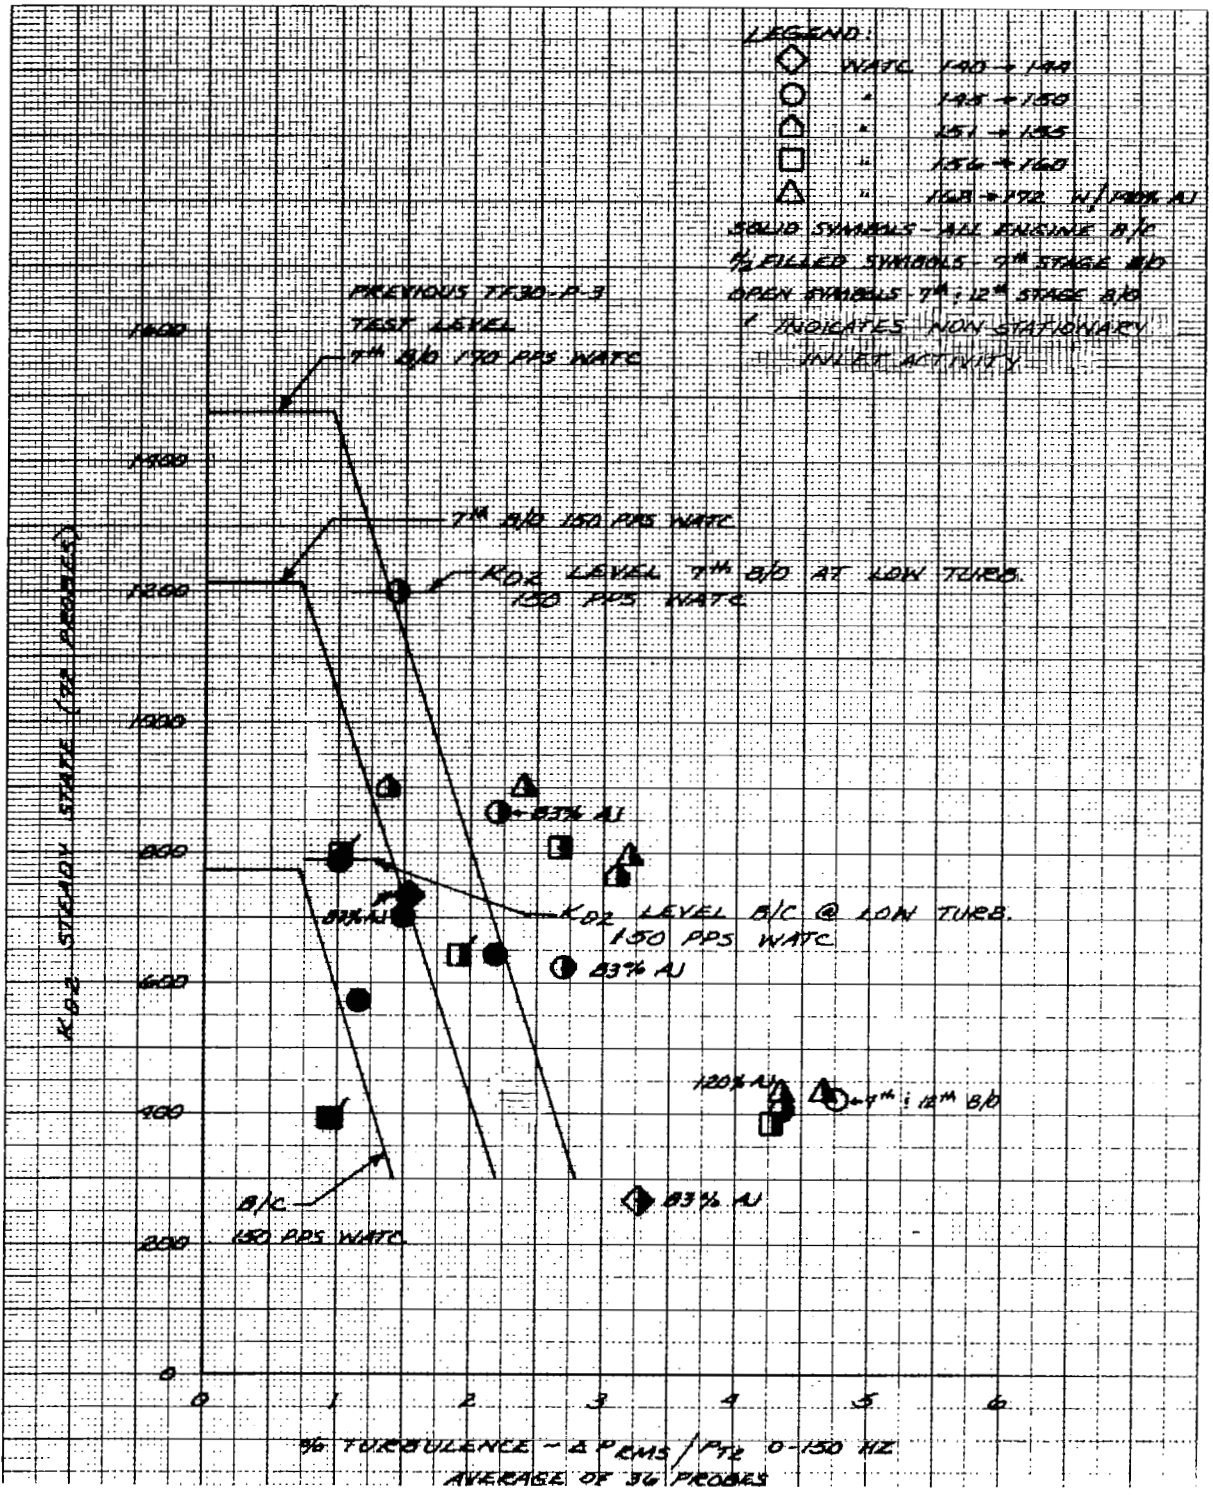 LEGEND:
WATC 140 → 144
" 145 → 150
" 151 → 155
" 156 → 160
" 168 → 172 W/ AJ
SOLID SYMBOLS - ALL ENGINE B/C
1/2 FILLED SYMBOLS - 7th STAGE B/O
OPEN SYMBOLS - 7th ; 12th STAGE B/O
' INDICATES NON STATIONARY
INLET ACTIVITY
PREVIOUS TF30-P-3
TEST LEVEL
7th B/O 170 PPS WATC
7th B/O 150 PPS WATC
KD2 LEVEL 7th B/O AT LOW TURB.
150 PPS WATC
83% AJ
87% AJ
KD2 LEVEL B/C @ LOW TURB.
150 PPS WATC
83% AJ
120% AJ
7th ; 12th B/O
83% AJ
B/C
150 PPS WATC
KD2 STEADY STATE (72 PROBES)
1600
1400
1200
1000
800
600
400
200
0
0 1 2 3 4 5 6
% TURBULENCE - Δ P RMS / PT2 0-150 HZ
AVERAGE OF 36 PROBES